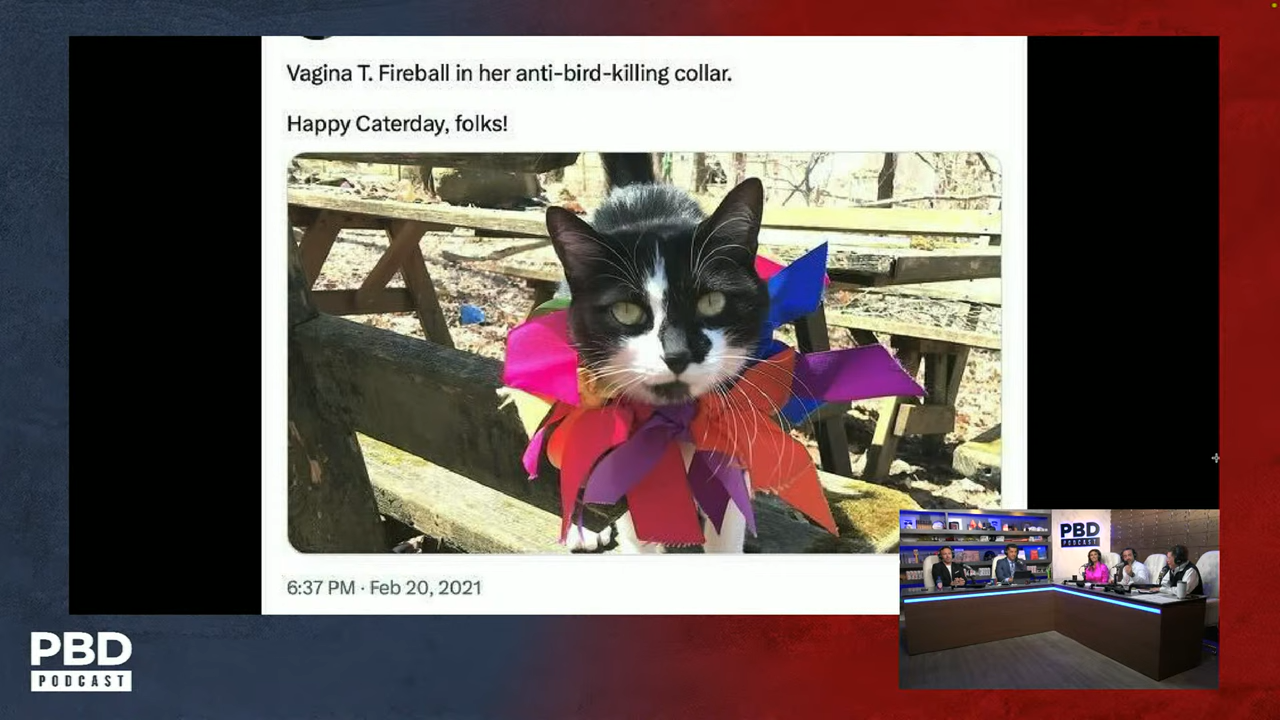 Vagina T. Fireball in her anti-bird-killing collar.
Happy Caterday, folks!
6:37 PM · Feb 20, 2021
PBD
PODCAST
PBD
PODCAST